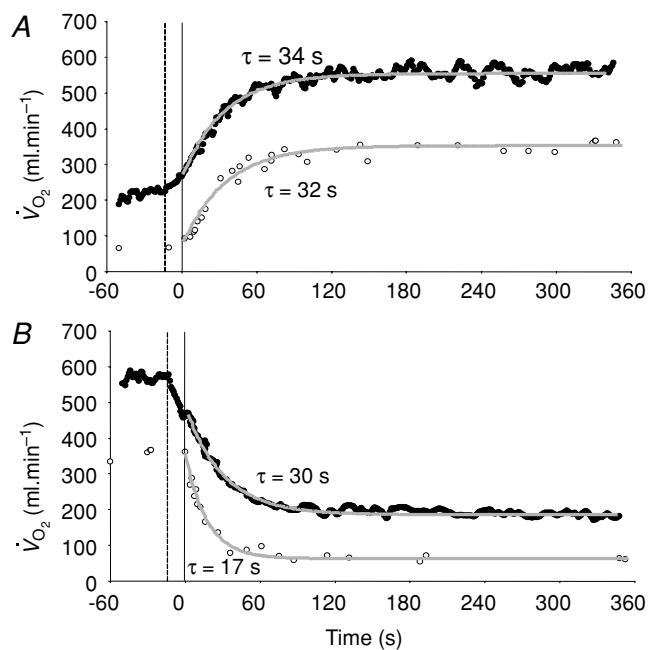 A
700
600
500
400
300
200
100
0
V̇O₂ (ml.min⁻¹)
τ = 34 s
τ = 32 s
-60 0 60 120 180 240 300 360
B
700
600
500
400
300
200
100
0
V̇O₂ (ml.min⁻¹)
τ = 30 s
τ = 17 s
-60 0 60 120 180 240 300 360
Time (s)